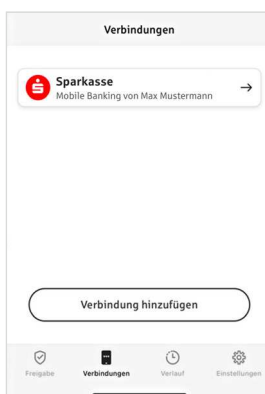 Verbindungen
Sparkasse
Mobile Banking von Max Mustermann
Verbindung hinzufügen
Freigabe Verbindungen Verlauf Einstellungen